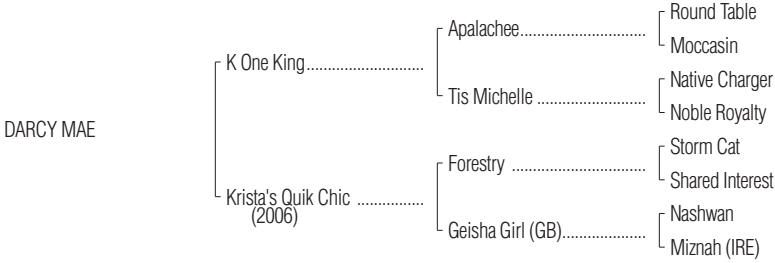 Round Table
Apalachee..............................
Moccasin
K One King............................
Native Charger
Tis Michelle ..........................
Noble Royalty
DARCY MAE
Storm Cat
Forestry ................................
Shared Interest
Krista's Quik Chic ................
(2006)
Nashwan
Geisha Girl (GB)....................
Miznah (IRE)